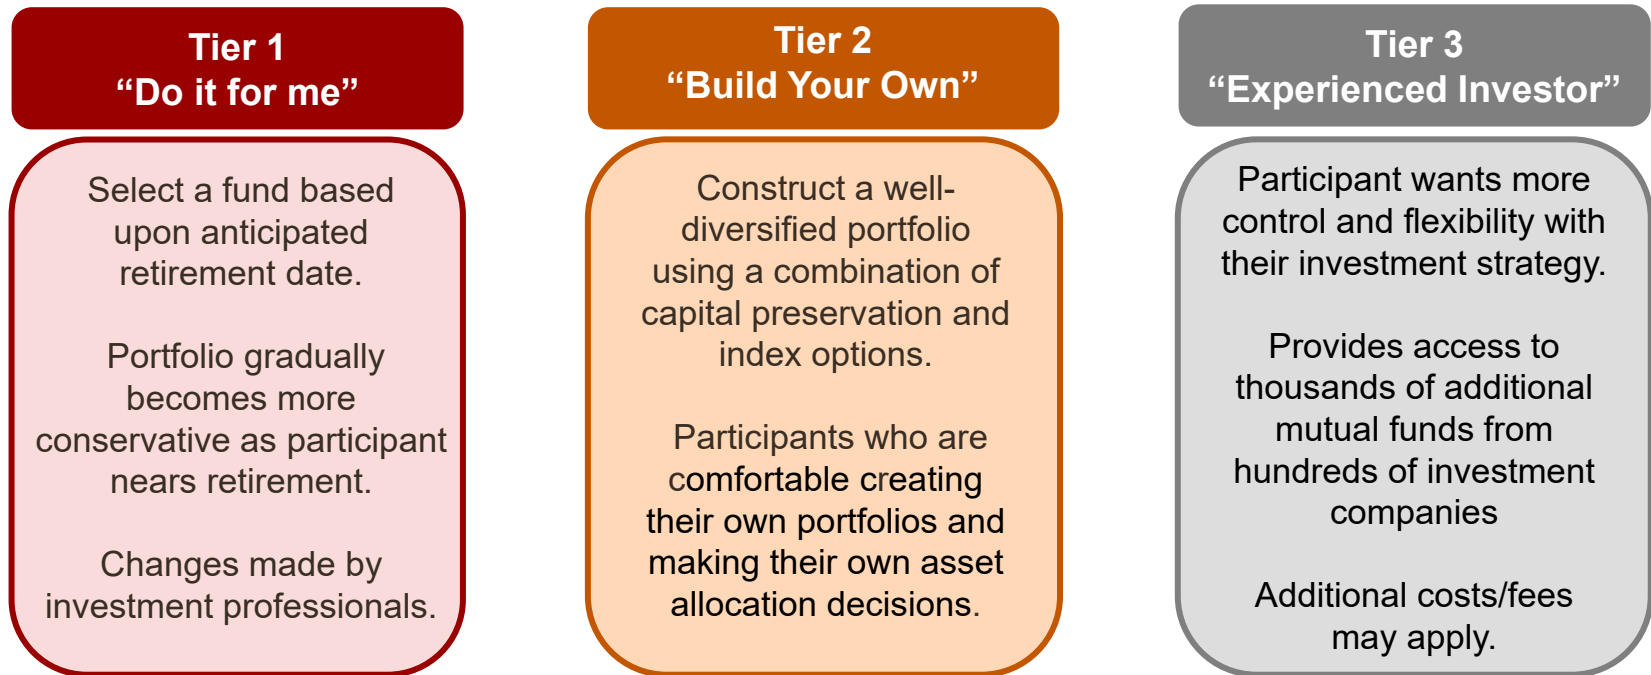 Tier 1
“Do it for me”
Select a fund based
upon anticipated
retirement date.
Portfolio gradually
becomes more
conservative as participant
nears retirement.
Changes made by
investment professionals.
Tier 2
“Build Your Own”
Construct a well-
diversified portfolio
using a combination of
capital preservation and
index options.
Participants who are
comfortable creating
their own portfolios and
making their own asset
allocation decisions.
Tier 3
“Experienced Investor”
Participant wants more
control and flexibility with
their investment strategy.
Provides access to
thousands of additional
mutual funds from
hundreds of investment
companies
Additional costs/fees
may apply.